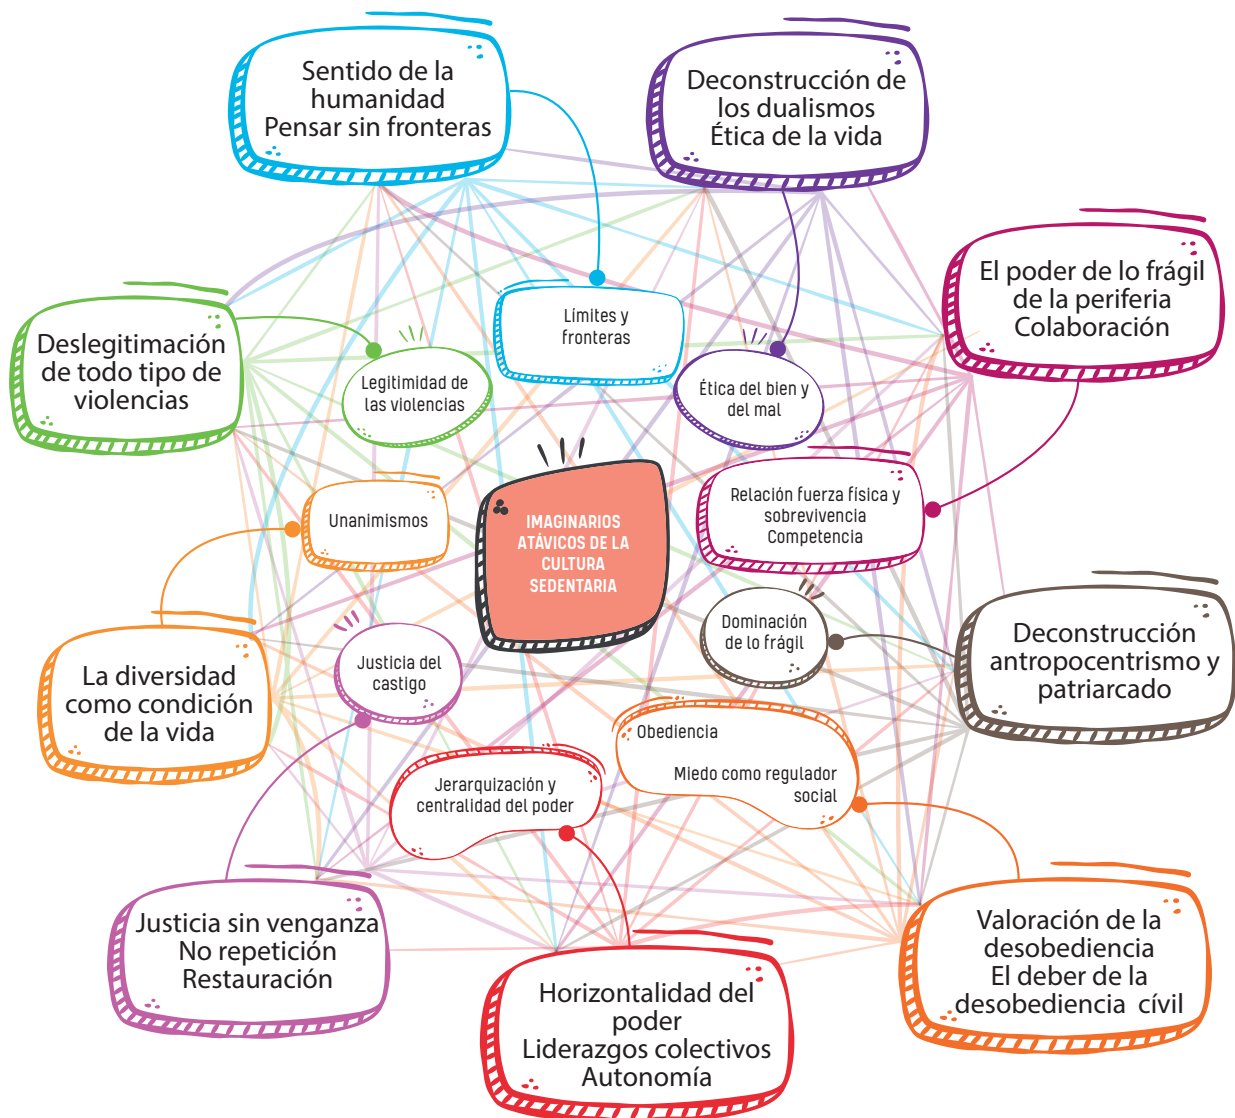 Sentido de la
humanidad
Pensar sin fronteras
Deconstrucción de
los dualismos
Ética de la vida
El poder de lo frágil
de la periferia
Colaboración
Deslegitimación
de todo tipo de
violencias
Límites y
fronteras
Legitimidad de
las violencias
Ética del bien y
del mal
Unanimismos
IMAGINARIOS
ATÁVICOS DE LA
CULTURA
SEDENTARIA
Relación fuerza física y
sobrevivencia
Competencia
Dominación
de lo frágil
Deconstrucción
antropocentrismo y
patriarcado
La diversidad
como condición
de la vida
Justicia del
castigo
Obediencia
Miedo como regulador
social
Jerarquización y
centralidad del poder
Justicia sin venganza
No repetición
Restauración
Horizontalidad del
poder
Liderazgos colectivos
Autonomía
Valoración de la
desobediencia
El deber de la
desobediencia cívil